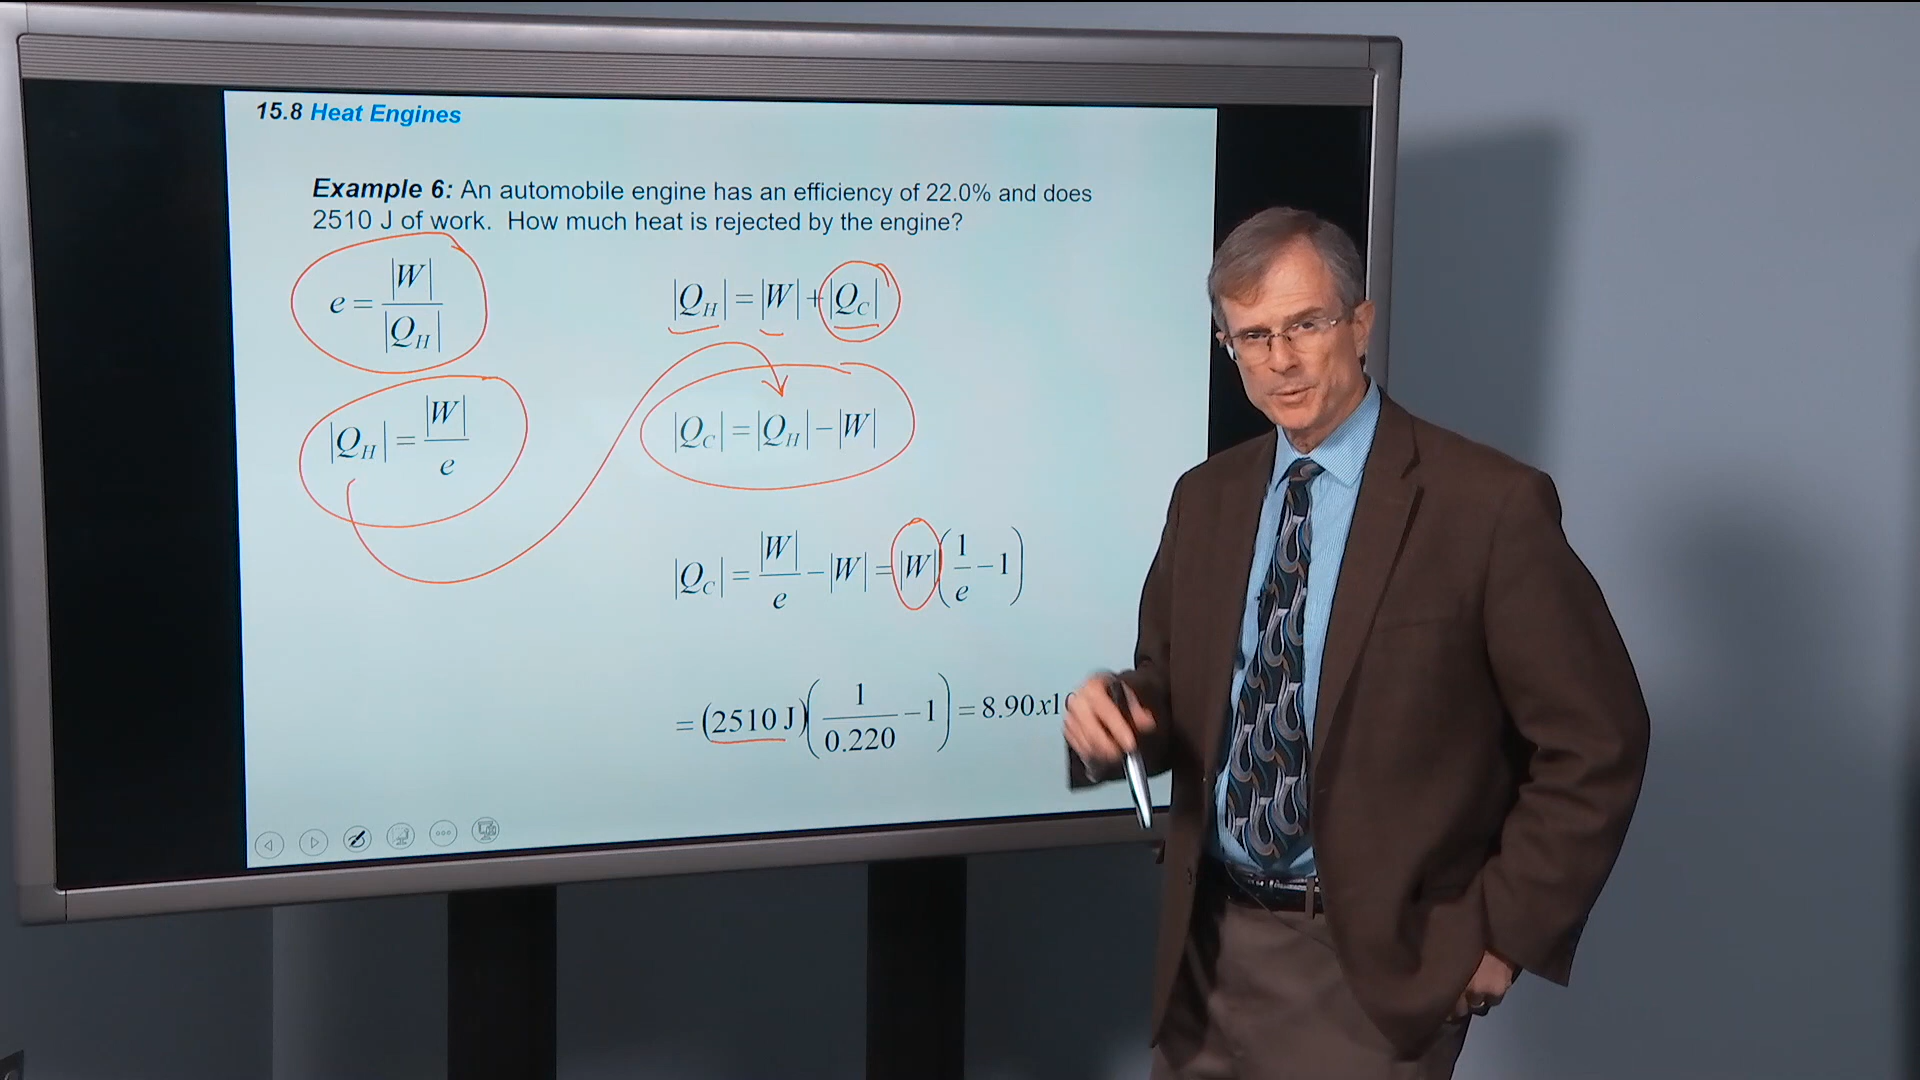 15.8 Heat Engines
Example 6: An automobile engine has an efficiency of 22.0% and does
2510 J of work. How much heat is rejected by the engine?
e = |W| / |Q_H|
|Q_H| = |W| + |Q_C|
|Q_H| = |W| / e
|Q_C| = |Q_H| − |W|
|Q_C| = |W| / e − |W| = |W| (1/e − 1)
= (2510 J) (1/0.220 − 1) = 8.90x1